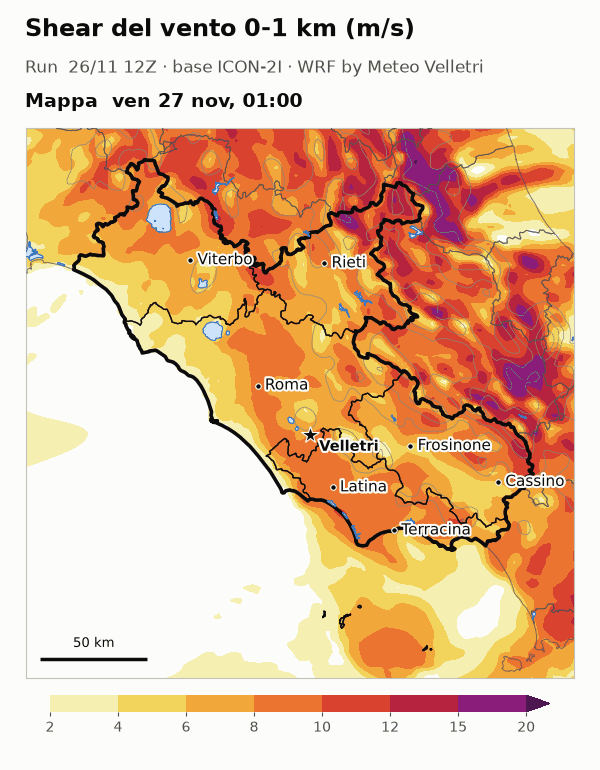 Shear del vento 0-1 km (m/s)
Run  26/11 12Z · base ICON-2I · WRF by Meteo Velletri
Mappa  ven 27 nov, 01:00
Viterbo
Rieti
Roma
Velletri
Frosinone
Cassino
Latina
Terracina
50 km
2 4 6 8 10 12 15 20